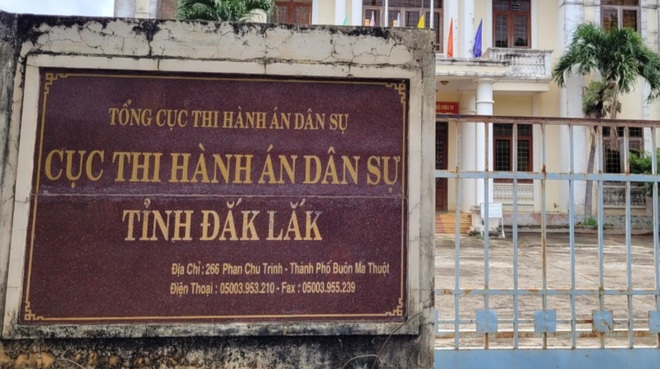 TỔNG CỤC THI HÀNH ÁN DÂN SỰ
CỤC THI HÀNH ÁN DÂN SỰ
TỈNH ĐẮK LẮK
Địa Chỉ: 266 Phan Chu Trinh - Thành Phố Buôn Ma Thuột
Điện Thoại : 05003.953.210 - Fax : 05003.955.239